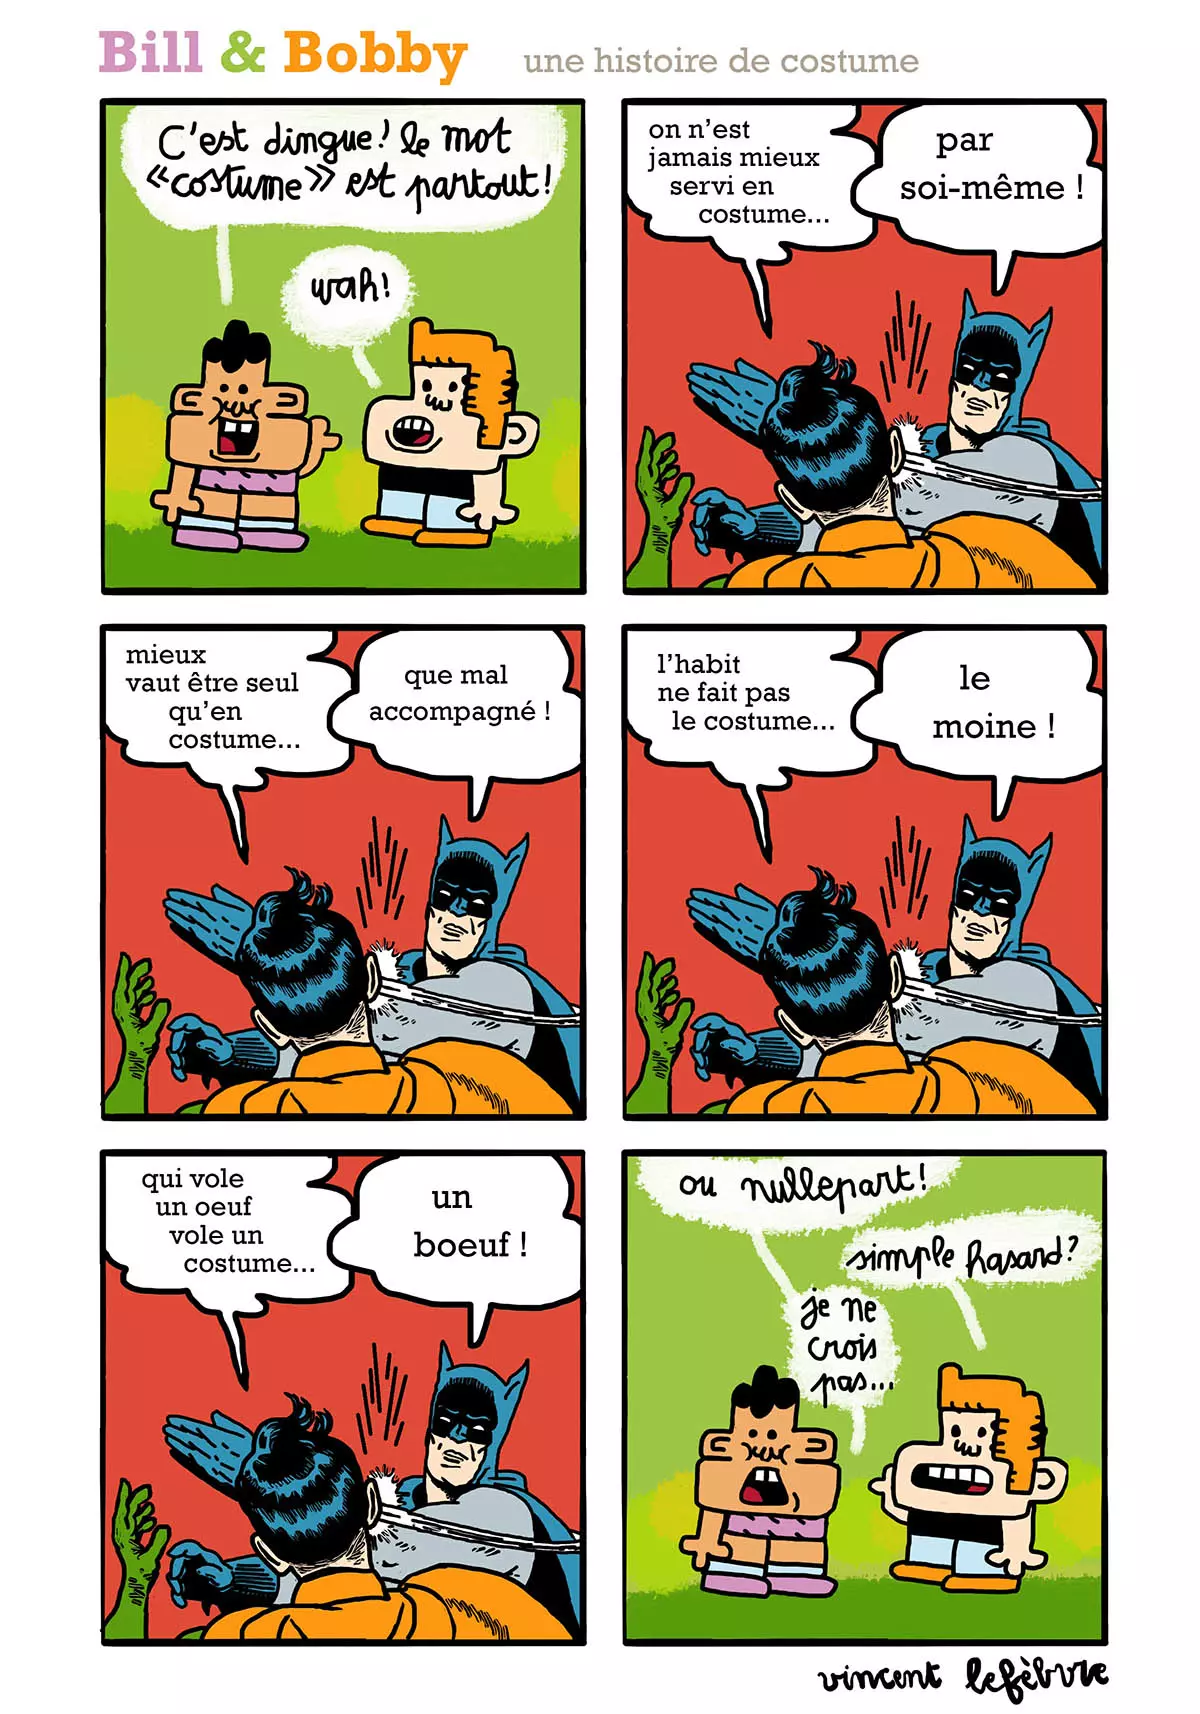 Bill & Bobby
une histoire de costume
C'est dingue! le mot
«costume» est partout!
wah!
on n'est
jamais mieux
servi en
costume...
par
soi-même !
mieux
vaut être seul
qu'en
costume...
que mal
accompagné !
l'habit
ne fait pas
le costume...
le
moine !
qui vole
un oeuf
vole un
costume...
un
boeuf !
ou nullepart!
simple hasard?
je ne
crois
pas...
vincent lefèbvre